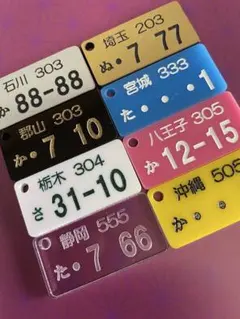 石川 303
か 88-88
埼玉 203
ぬ・7 77
郡山 303
か・7 10
宮城 333
た・・・1
栃木 304
さ 31-10
八王子 305
か 12-15
静岡 555
た・7 66
沖縄 505
か・・